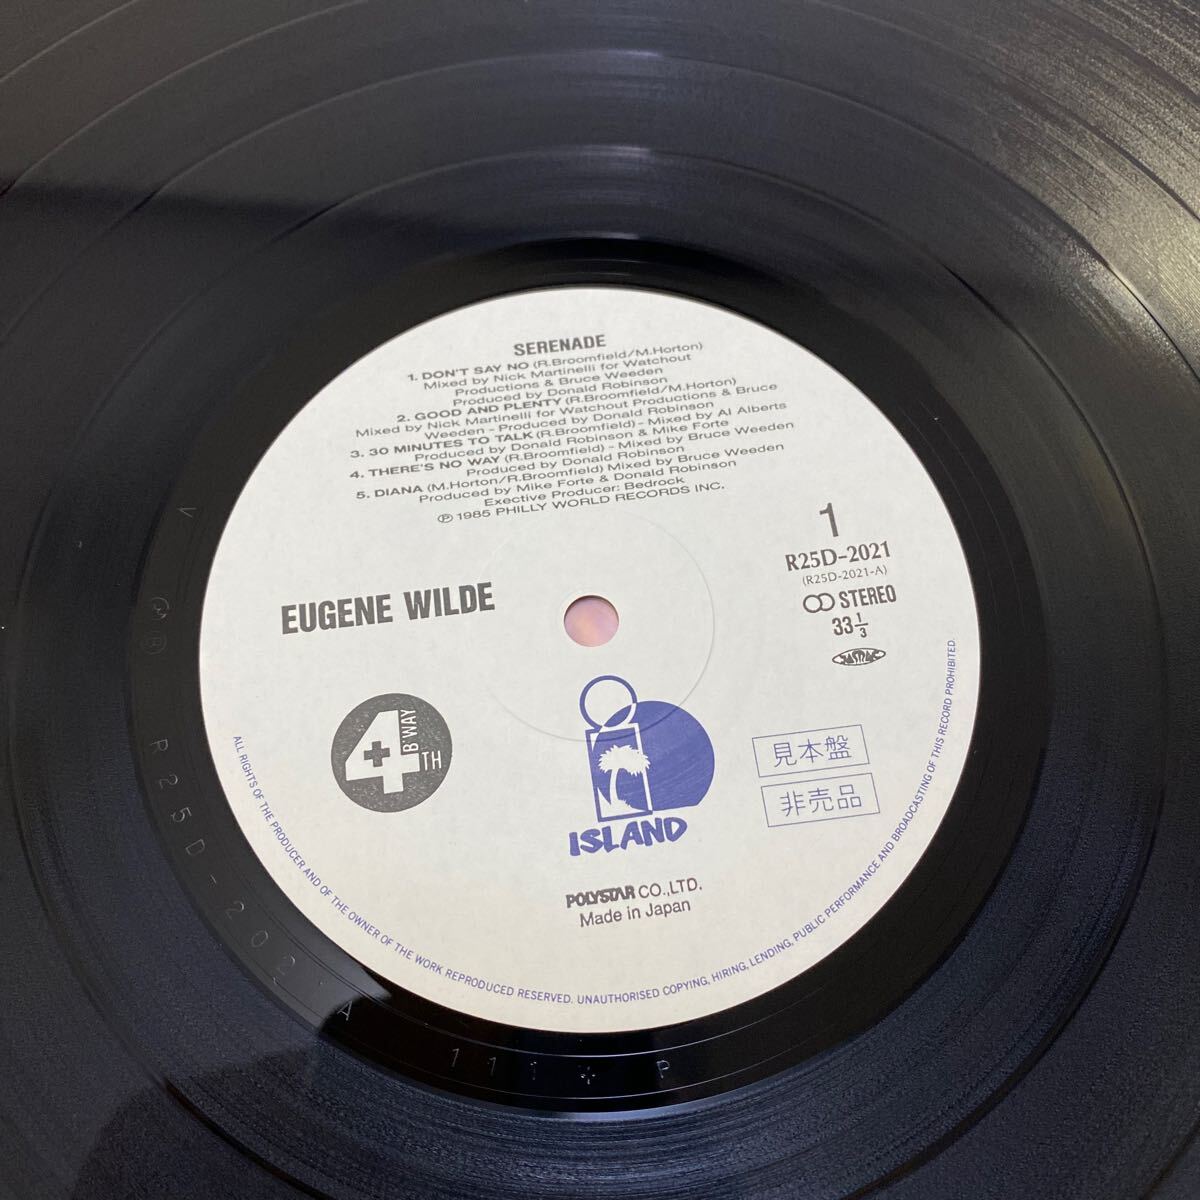 SERENADE
1. DON'T SAY NO (R.Broomfield/M.Horton)
Mixed by Nick Martinelli for Watchout
Productions & Bruce Weeden
Produced by Donald Robinson
2. GOOD AND PLENTY (R.Broomfield/M.Horton)
Mixed by Nick Martinelli for Watchout Productions & Bruce
Weeden - Produced by Donald Robinson
3. 30 MINUTES TO TALK (R.Broomfield) - Mixed by Al Alberts
Produced by Donald Robinson & Mike Forte
4. THERE'S NO WAY (R.Broomfield) - Mixed by Bruce Weeden
Produced by Donald Robinson
5. DIANA (M.Horton/R.Broomfield) Mixed by Bruce Weeden
Produced by Mike Forte & Donald Robinson
Exective Producer: Bedrock
℗ 1985 PHILLY WORLD RECORDS INC.
1
R25D-2021
(R25D-2021-A)
STEREO
33 1/3
JASRAC
EUGENE WILDE
4TH B'WAY
ISLAND
見本盤
非売品
POLYSTAR CO.,LTD.
Made in Japan
ALL RIGHTS OF THE PRODUCER AND OF THE OWNER OF THE WORK REPRODUCED RESERVED. UNAUTHORISED COPYING, HIRING, LENDING, PUBLIC PERFORMANCE AND BROADCASTING OF THIS RECORD PROHIBITED.
V
R25D-202
A
111+ P